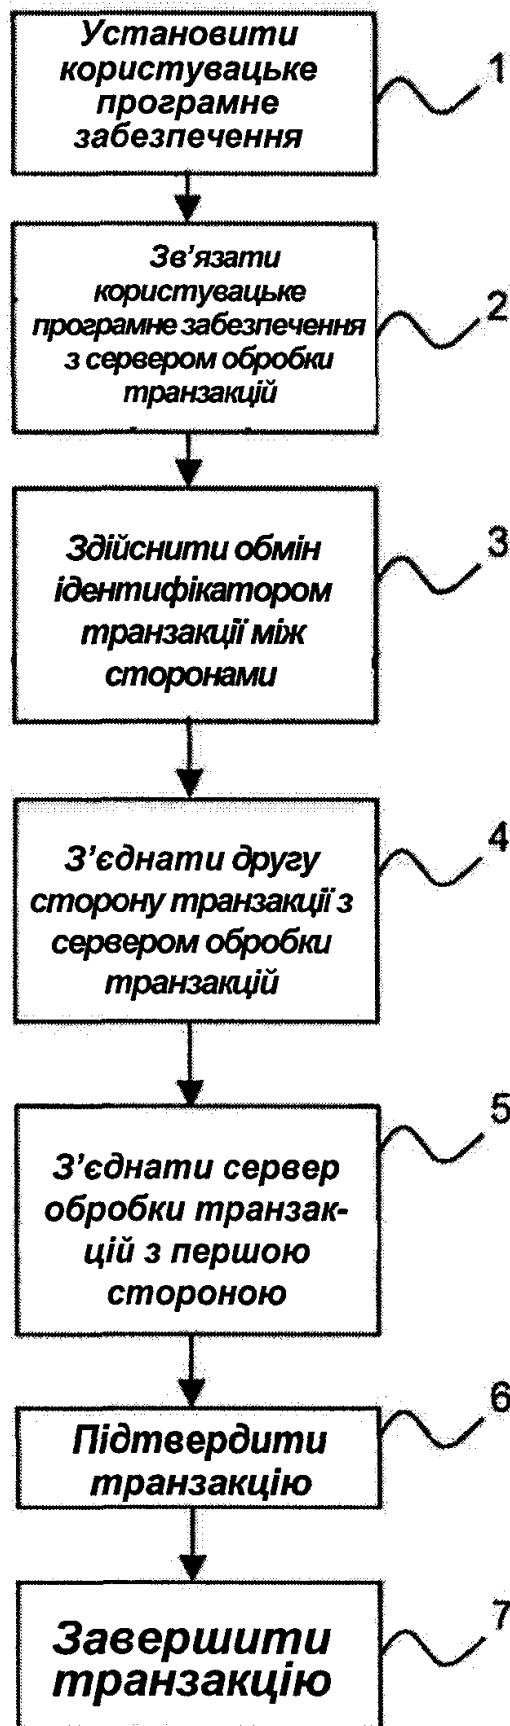 Установити
користувацьке
програмне
забезпечення
1
Зв’язати
користувацьке
програмне забезпечення
з сервером обробки
транзакцій
2
Здійснити обмін
ідентифікатором
транзакції між
сторонами
3
З’єднати другу
сторону транзакції з
сервером обробки
транзакцій
4
З’єднати сервер
обробки транзак-
цій з першою
стороною
5
Підтвердити
транзакцію
6
Завершити
транзакцію
7